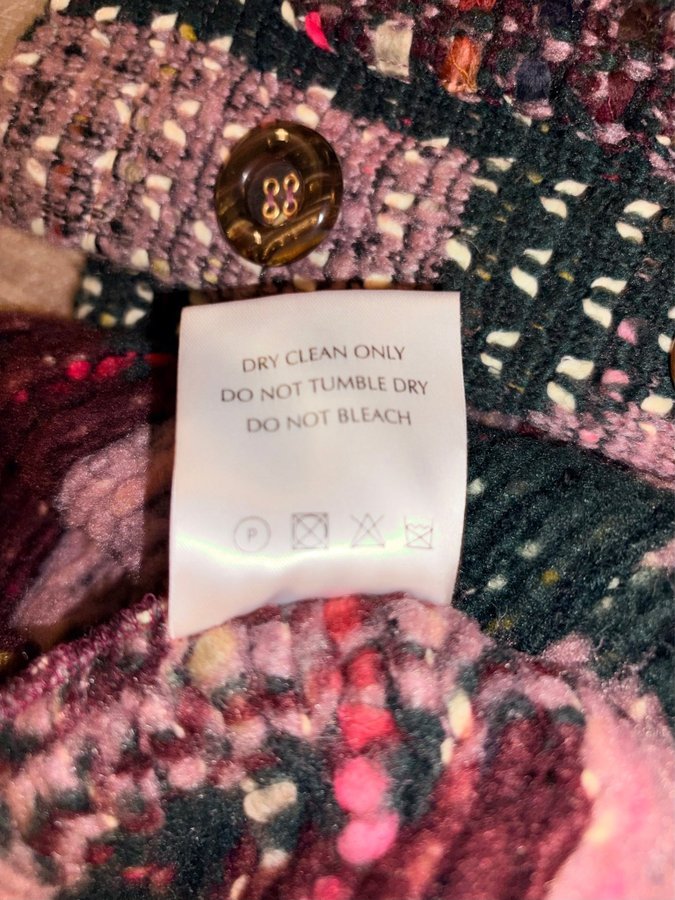 DRY CLEAN ONLY
DO NOT TUMBLE DRY
DO NOT BLEACH
P